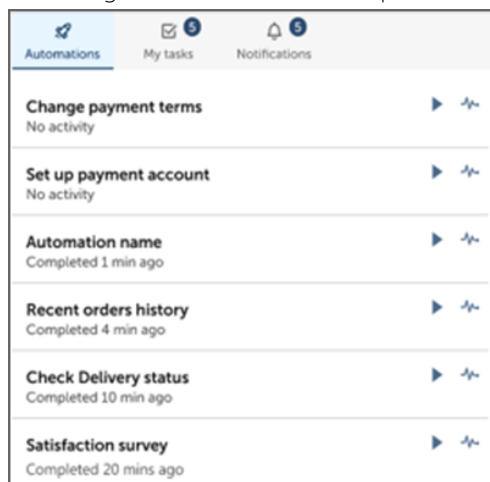 5
5
Automations My tasks Notifications
Change payment terms
No activity
Set up payment account
No activity
Automation name
Completed 1 min ago
Recent orders history
Completed 4 min ago
Check Delivery status
Completed 10 min ago
Satisfaction survey
Completed 20 mins ago